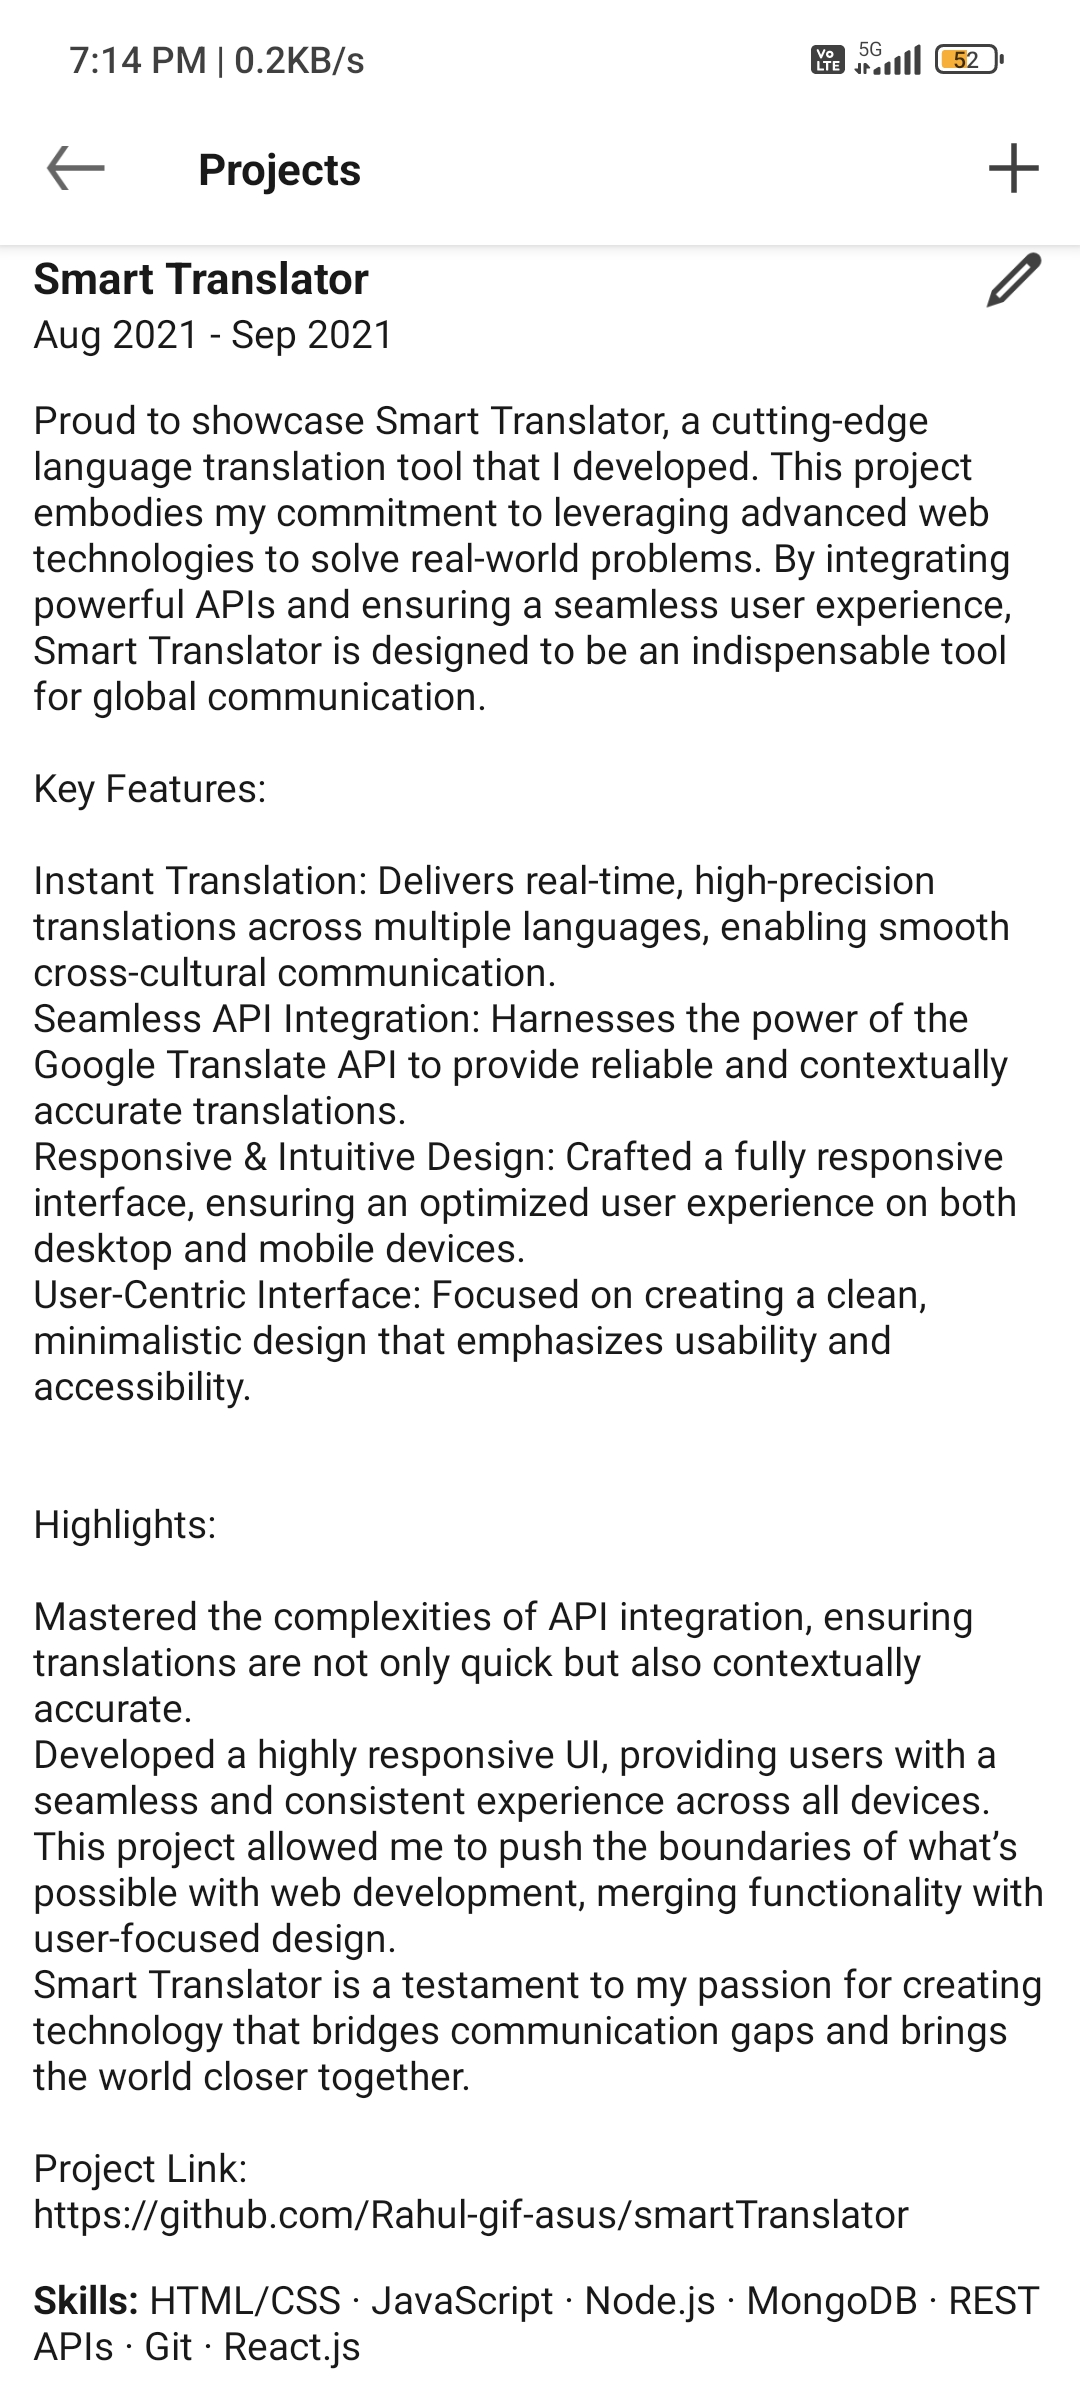 7:14 PM | 0.2KB/s
Vo LTE 5G 52
Projects
Smart Translator
Aug 2021 - Sep 2021
Proud to showcase Smart Translator, a cutting-edge
language translation tool that I developed. This project
embodies my commitment to leveraging advanced web
technologies to solve real-world problems. By integrating
powerful APIs and ensuring a seamless user experience,
Smart Translator is designed to be an indispensable tool
for global communication.
Key Features:
Instant Translation: Delivers real-time, high-precision
translations across multiple languages, enabling smooth
cross-cultural communication.
Seamless API Integration: Harnesses the power of the
Google Translate API to provide reliable and contextually
accurate translations.
Responsive & Intuitive Design: Crafted a fully responsive
interface, ensuring an optimized user experience on both
desktop and mobile devices.
User-Centric Interface: Focused on creating a clean,
minimalistic design that emphasizes usability and
accessibility.
Highlights:
Mastered the complexities of API integration, ensuring
translations are not only quick but also contextually
accurate.
Developed a highly responsive UI, providing users with a
seamless and consistent experience across all devices.
This project allowed me to push the boundaries of what’s
possible with web development, merging functionality with
user-focused design.
Smart Translator is a testament to my passion for creating
technology that bridges communication gaps and brings
the world closer together.
Project Link:
https://github.com/Rahul-gif-asus/smartTranslator
Skills: HTML/CSS · JavaScript · Node.js · MongoDB · REST
APIs · Git · React.js